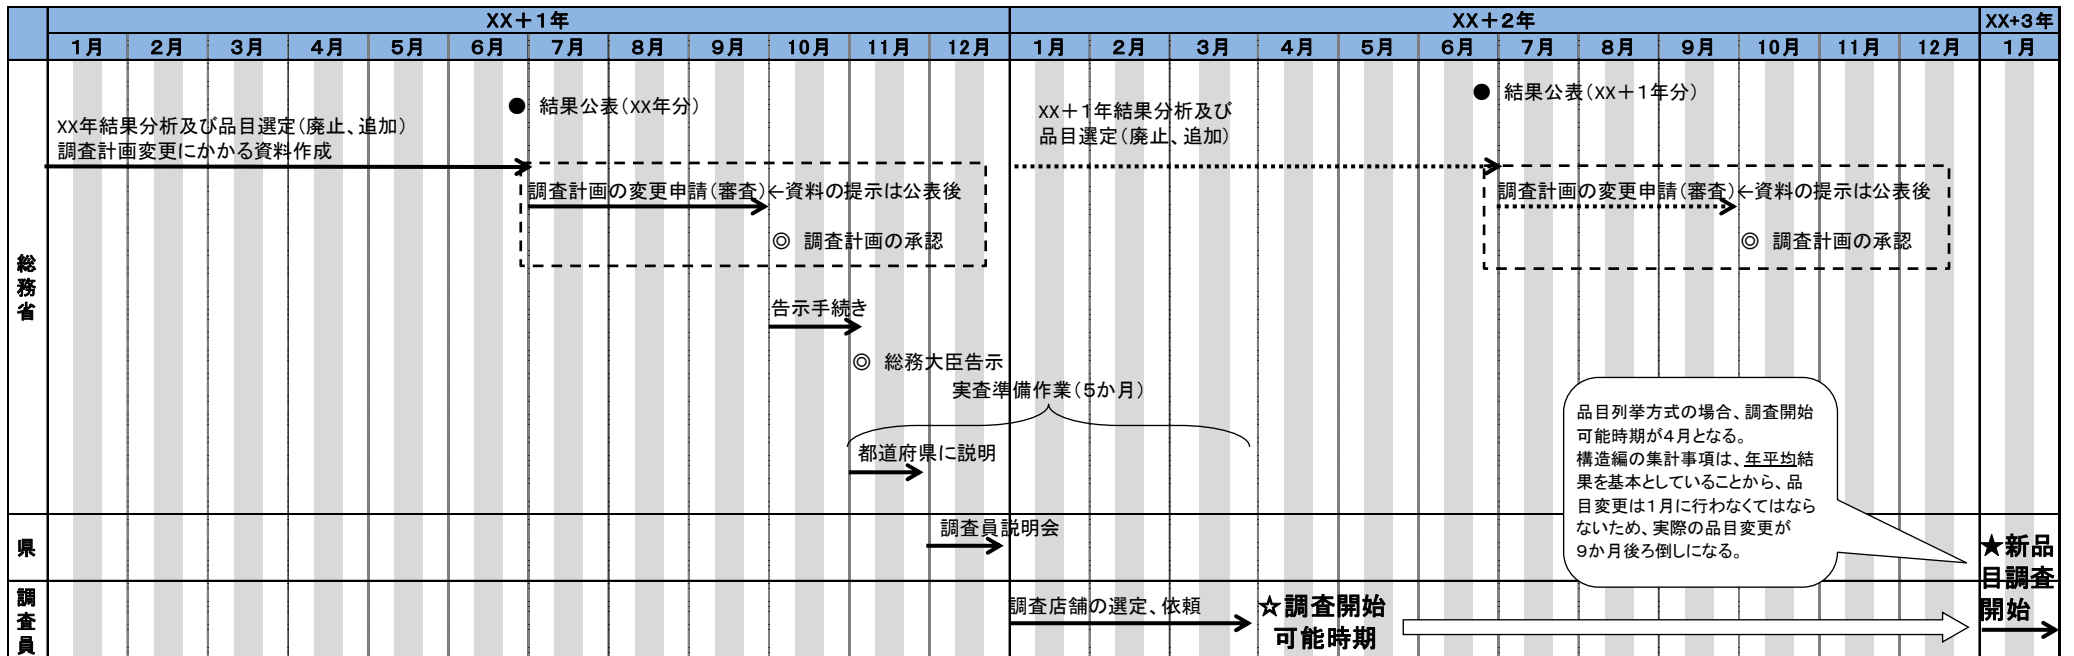 XX＋１年 XX＋２年 XX+３年
１月 ２月 ３月 ４月 ５月 ６月 ７月 ８月 ９月 １０月 １１月 １２月 １月 ２月 ３月 ４月 ５月 ６月 ７月 ８月 ９月 １０月 １１月 １２月 １月
総務省
● 結果公表（XX年分）
XX年結果分析及び品目選定（廃止、追加）
調査計画変更にかかる資料作成
調査計画の変更申請（審査）←資料の提示は公表後
◎ 調査計画の承認
告示手続き
◎ 総務大臣告示
実査準備作業（５か月）
都道府県に説明
● 結果公表（XX＋１年分）
XX＋１年結果分析及び
品目選定（廃止、追加）
調査計画の変更申請（審査）←資料の提示は公表後
◎ 調査計画の承認
品目列挙方式の場合、調査開始
可能時期が４月となる。
構造編の集計事項は、年平均結
果を基本としていることから、品
目変更は１月に行わなくてはなら
ないため、実際の品目変更が
９か月後ろ倒しになる。
県
調査員説明会
★新品
目調査
開始
調査員
調査店舗の選定、依頼
☆調査開始
可能時期